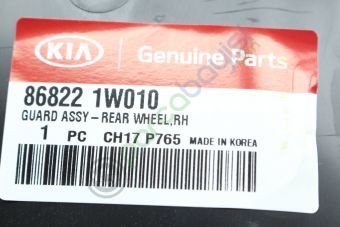 KIA Genuine Parts
86822 1W010
GUARD ASSY-REAR WHEEL,RH
1 PC CH17 P765 MADE IN KOREA